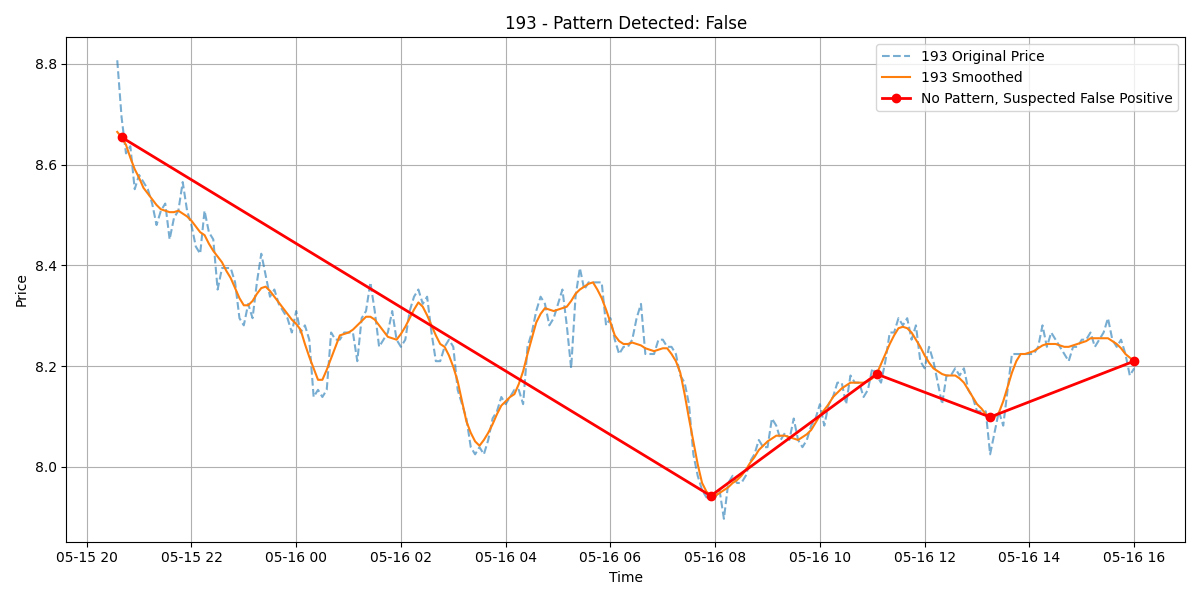 193 - Pattern Detected: False
193 Original Price
193 Smoothed
No Pattern, Suspected False Positive
Price
8.8
8.6
8.4
8.2
8.0
05-15 20 05-15 22 05-16 00 05-16 02 05-16 04 05-16 06 05-16 08 05-16 10 05-16 12 05-16 14 05-16 16
Time